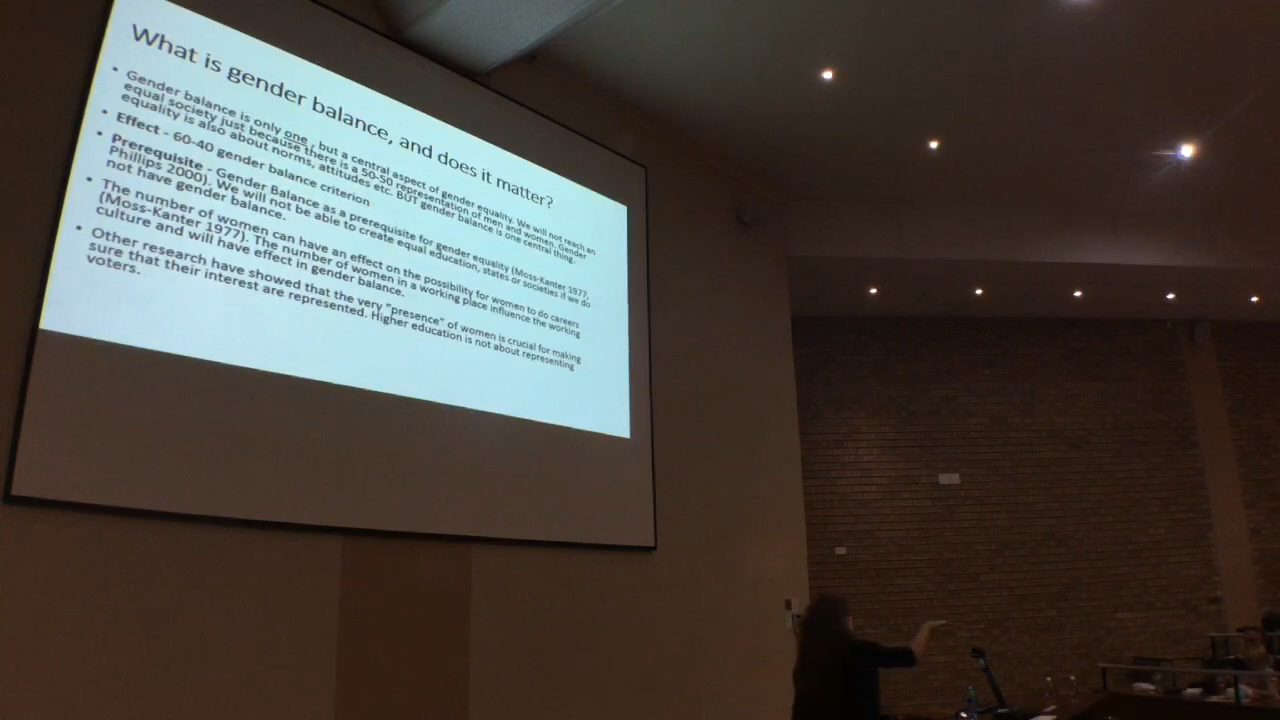 What is gender balance, and does it matter?
• Gender balance is only one , but a central aspect of gender equality. We will not reach an
equal society just because there is a 50-50 representation of men and women. Gender
equality is also about norms, attitudes etc. BUT gender balance is one central thing.
• Effect - 60-40 gender balance criterion
• Prerequisite - Gender Balance as a prerequisite for gender equality (Moss-Kanter 1977,
Phillips 2000). We will not be able to create equal education, states or societies if we do
not have gender balance.
• The number of women can have an effect on the possibility for women to do careers
(Moss-Kanter 1977). The number of women in a working place influence the working
culture and will have effect in gender balance.
• Other research have showed that the very "presence" of women is crucial for making
sure that their interest are represented. Higher education is not about representing
voters.